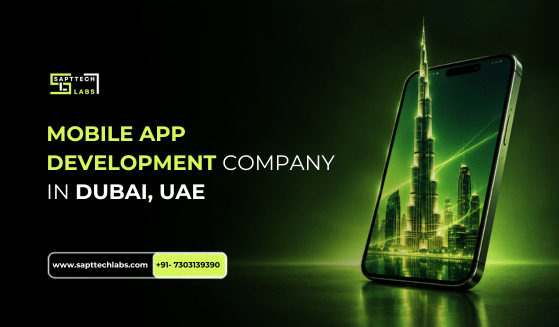 SAPTTECH
LABS
MOBILE APP
DEVELOPMENT COMPANY
IN DUBAI, UAE
www.sapttechlabs.com +91- 7303139390